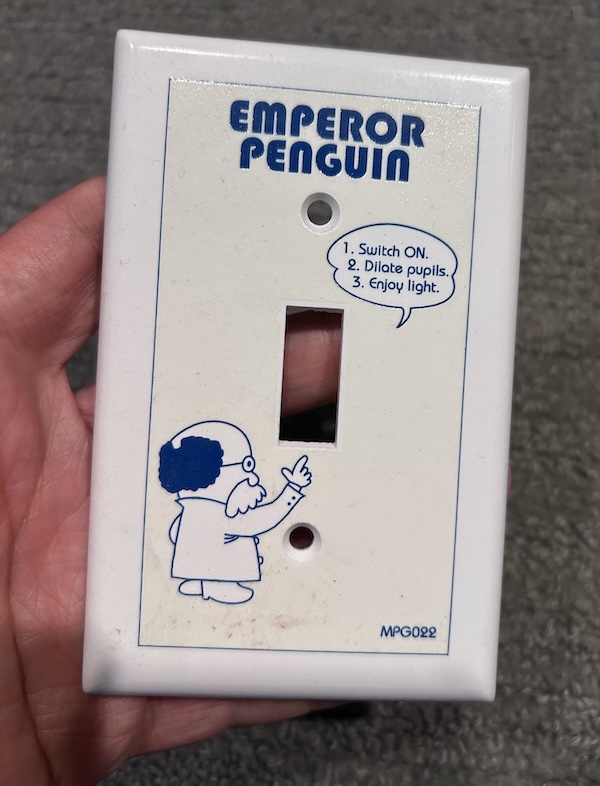 EMPEROR
PENGUIN
1. Switch ON.
2. Dilate pupils.
3. Enjoy light.
MPG022